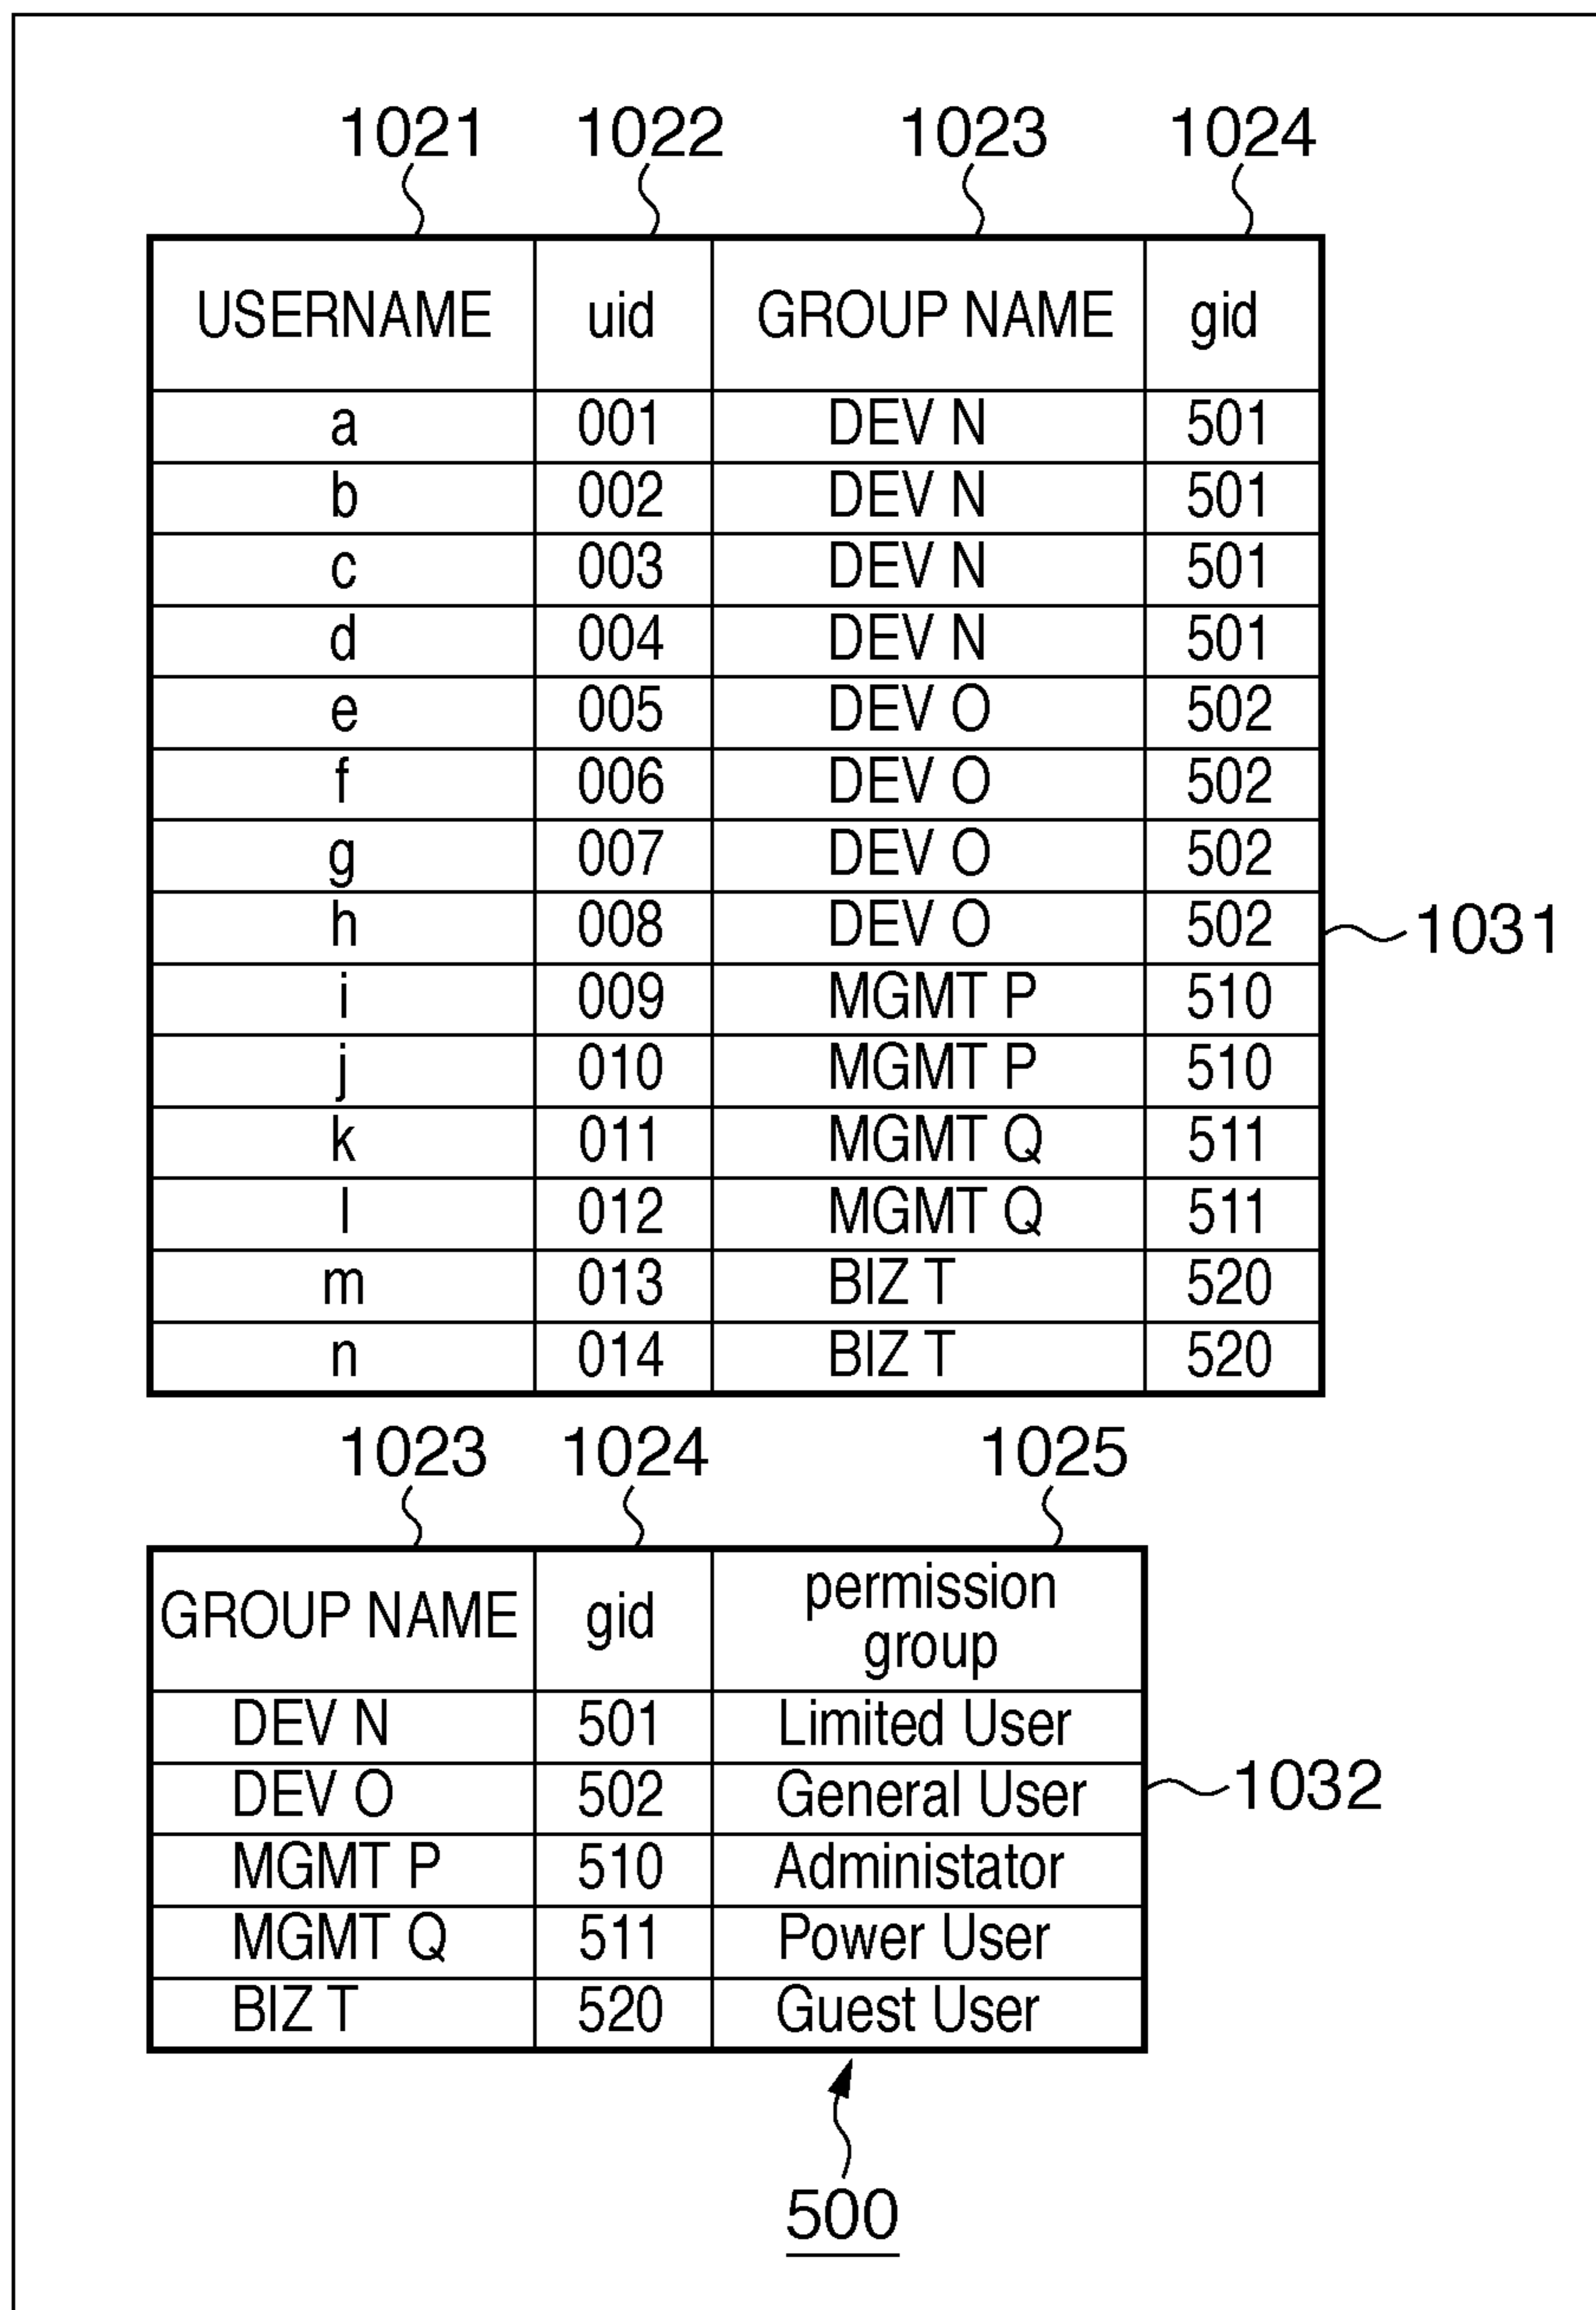 1021 1022 1023 1024
USERNAME uid GROUP NAME gid
a 001 DEV N 501
b 002 DEV N 501
c 003 DEV N 501
d 004 DEV N 501
e 005 DEV O 502
f 006 DEV O 502
g 007 DEV O 502
h 008 DEV O 502
1031
i 009 MGMT P 510
j 010 MGMT P 510
k 011 MGMT Q 511
l 012 MGMT Q 511
m 013 BIZ T 520
n 014 BIZ T 520
1023 1024 1025
GROUP NAME gid permission
group
DEV N 501 Limited User
DEV O 502 General User
1032
MGMT P 510 Administator
MGMT Q 511 Power User
BIZ T 520 Guest User
500